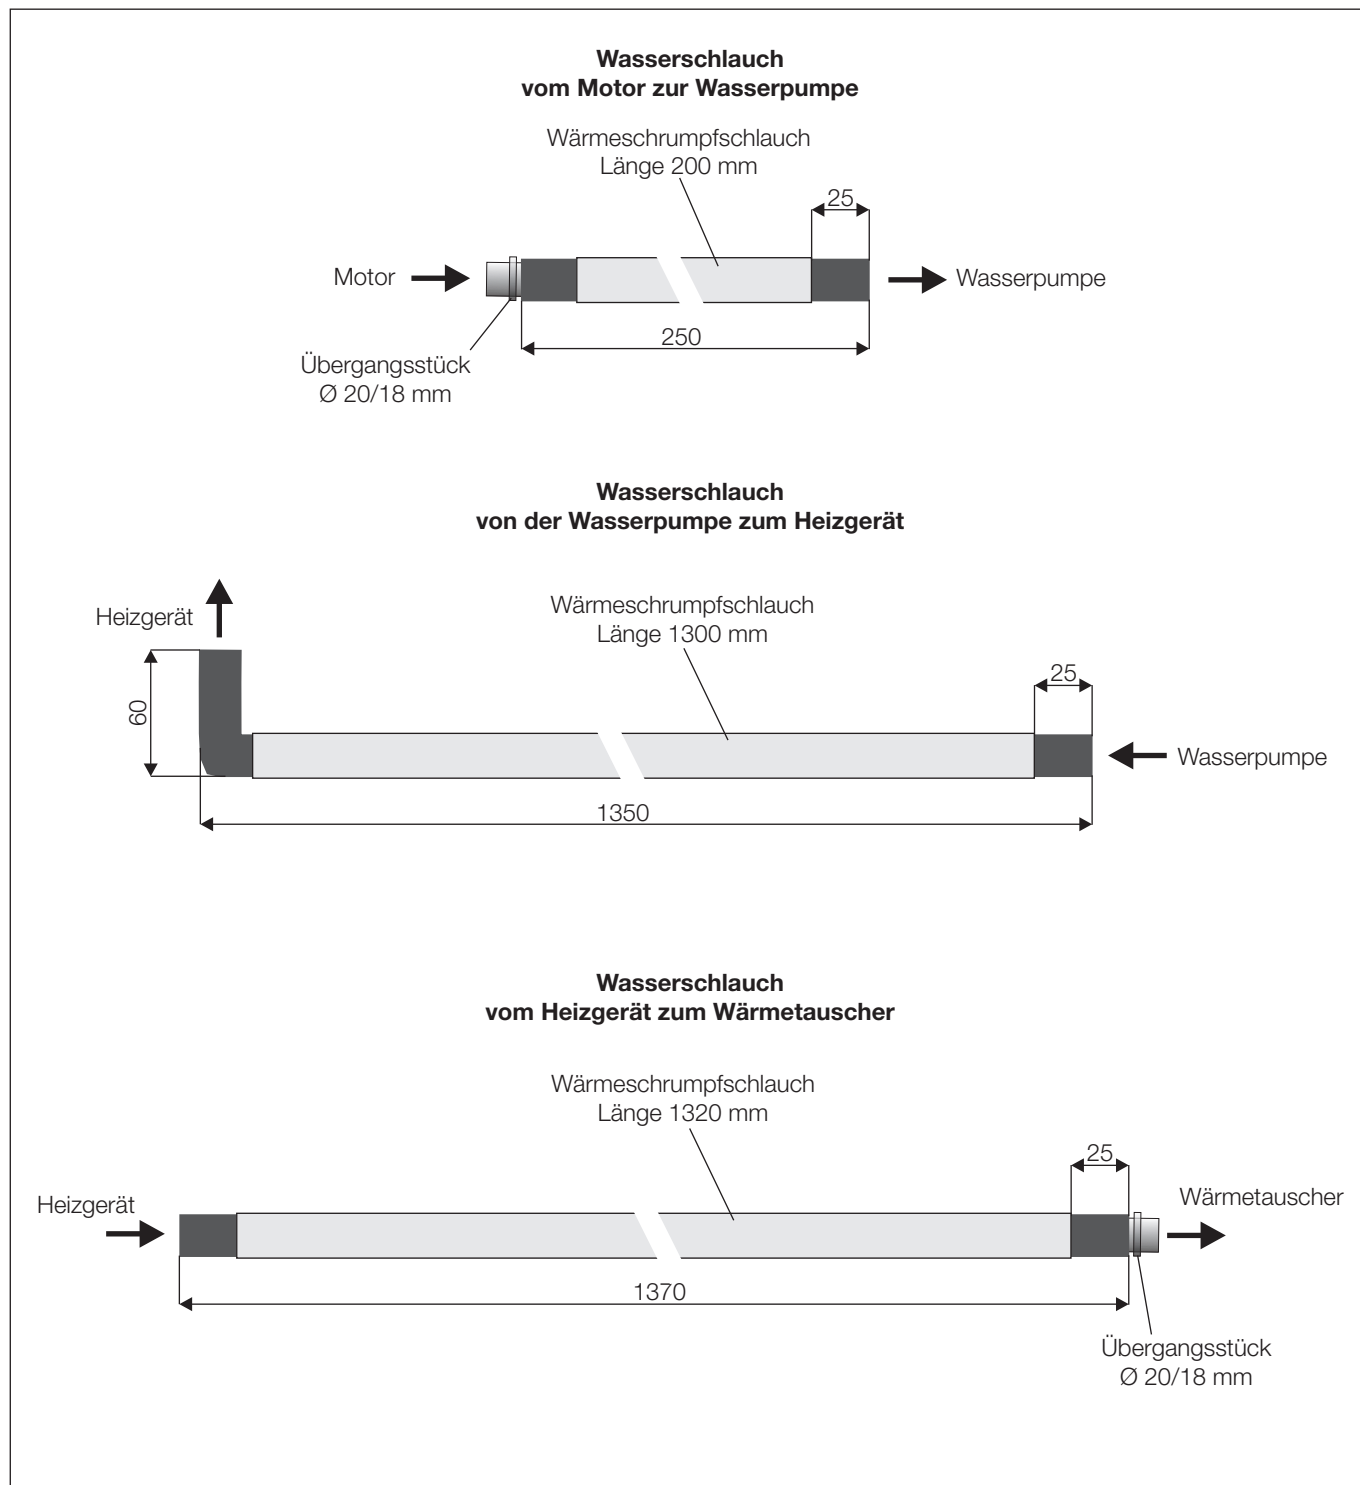 Wasserschlauch
vom Motor zur Wasserpumpe
Wärmeschrumpfschlauch
Länge 200 mm
25
Motor
Wasserpumpe
250
Übergangsstück
Ø 20/18 mm
Wasserschlauch
von der Wasserpumpe zum Heizgerät
Heizgerät
Wärmeschrumpfschlauch
Länge 1300 mm
25
60
Wasserpumpe
1350
Wasserschlauch
vom Heizgerät zum Wärmetauscher
Wärmeschrumpfschlauch
Länge 1320 mm
25
Heizgerät
Wärmetauscher
1370
Übergangsstück
Ø 20/18 mm